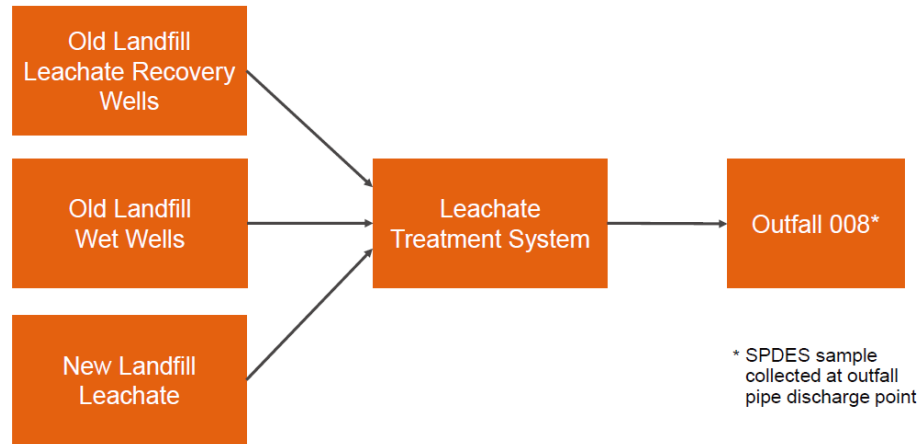 Old Landfill
Leachate Recovery
Wells
Old Landfill
Wet Wells
New Landfill
Leachate
Leachate
Treatment System
Outfall 008*
* SPDES sample
collected at outfall
pipe discharge point